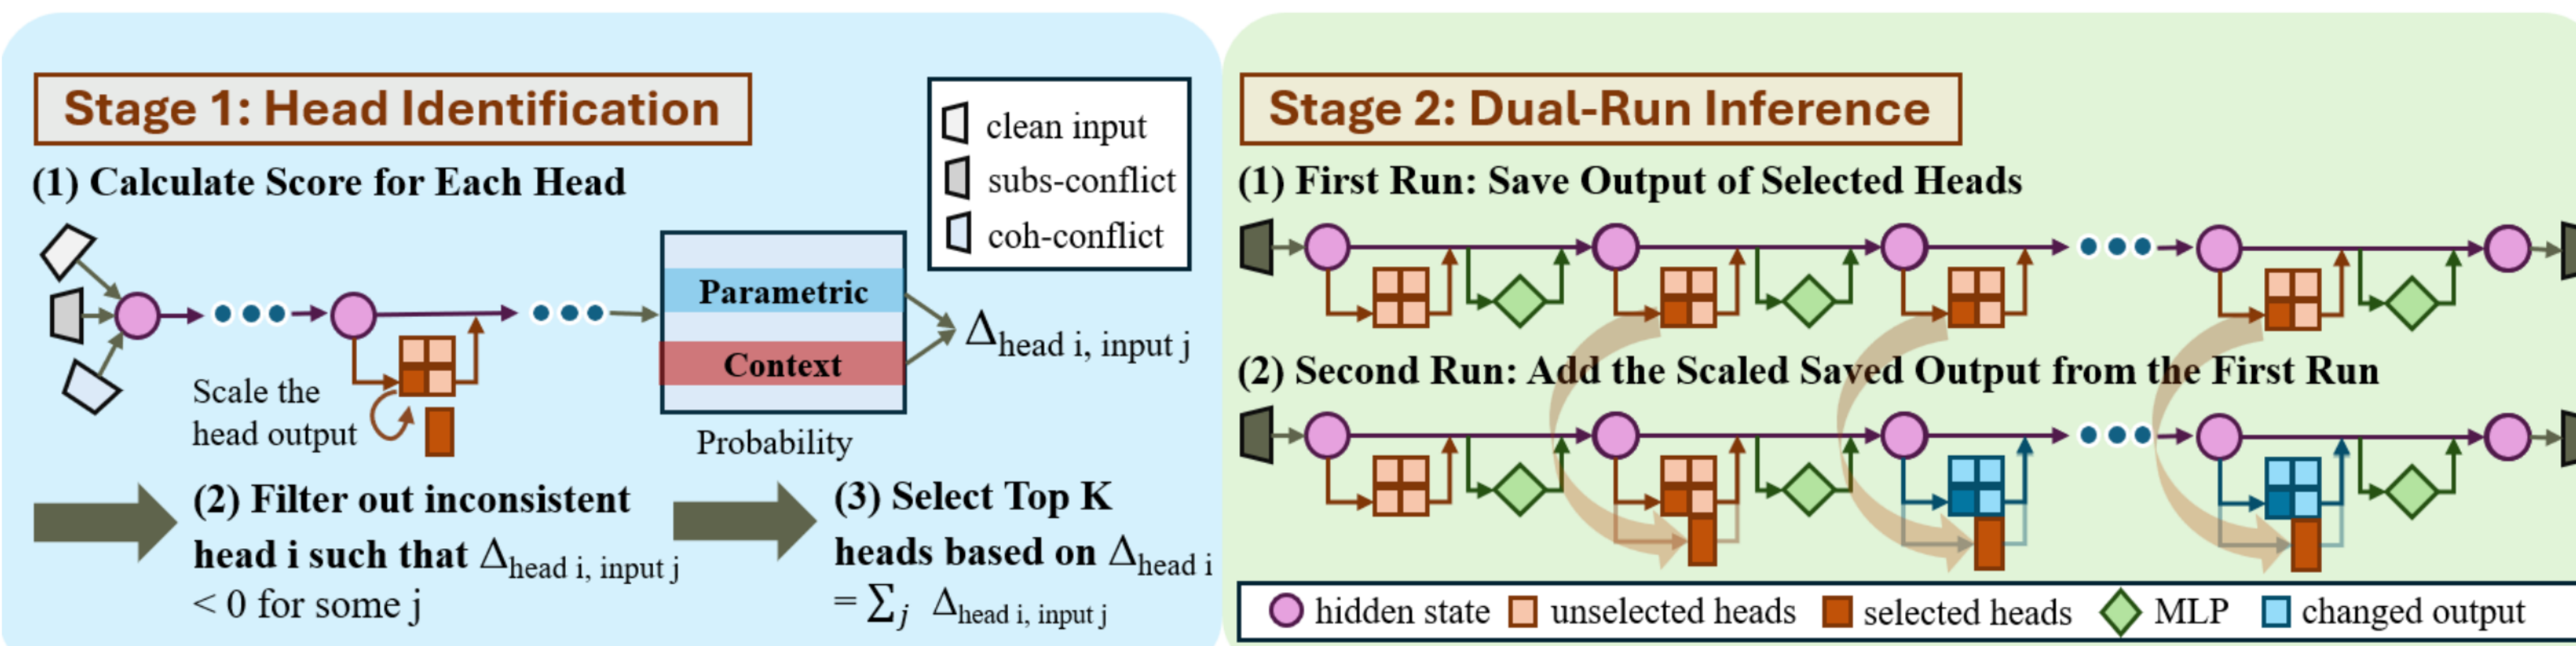 Stage 1: Head Identification
(1) Calculate Score for Each Head
clean input
subs-conflict
coh-conflict
Parametric
Context
Probability
Δhead i, input j
Scale the
head output
(2) Filter out inconsistent
head i such that Δhead i, input j
< 0 for some j
(3) Select Top K
heads based on Δhead i
= ∑j Δhead i, input j
Stage 2: Dual-Run Inference
(1) First Run: Save Output of Selected Heads
(2) Second Run: Add the Scaled Saved Output from the First Run
hidden state
unselected heads
selected heads
MLP
changed output